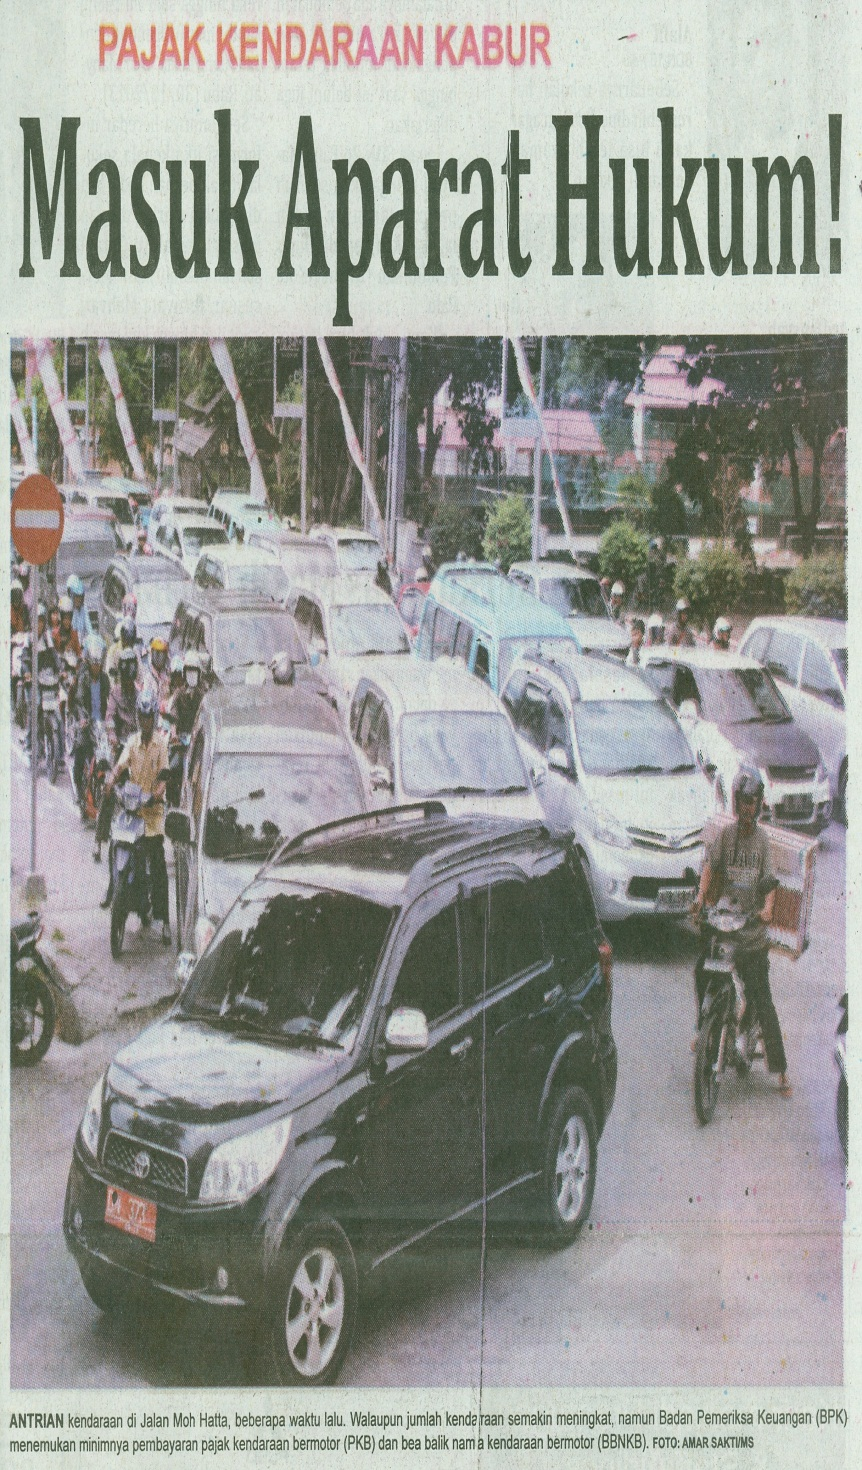 PAJAK KENDARAAN KABUR
Masuk Aparat Hukum!
ANTRIAN kendaraan di Jalan Moh Hatta, beberapa waktu lalu. Walaupun jumlah kendaraan semakin meningkat, namun Badan Pemeriksa Keuangan (BPK)
menemukan minimnya pembayaran pajak kendaraan bermotor (PKB) dan bea balik nama kendaraan bermotor (BBNKB). FOTO: AMAR SAKTI/MS